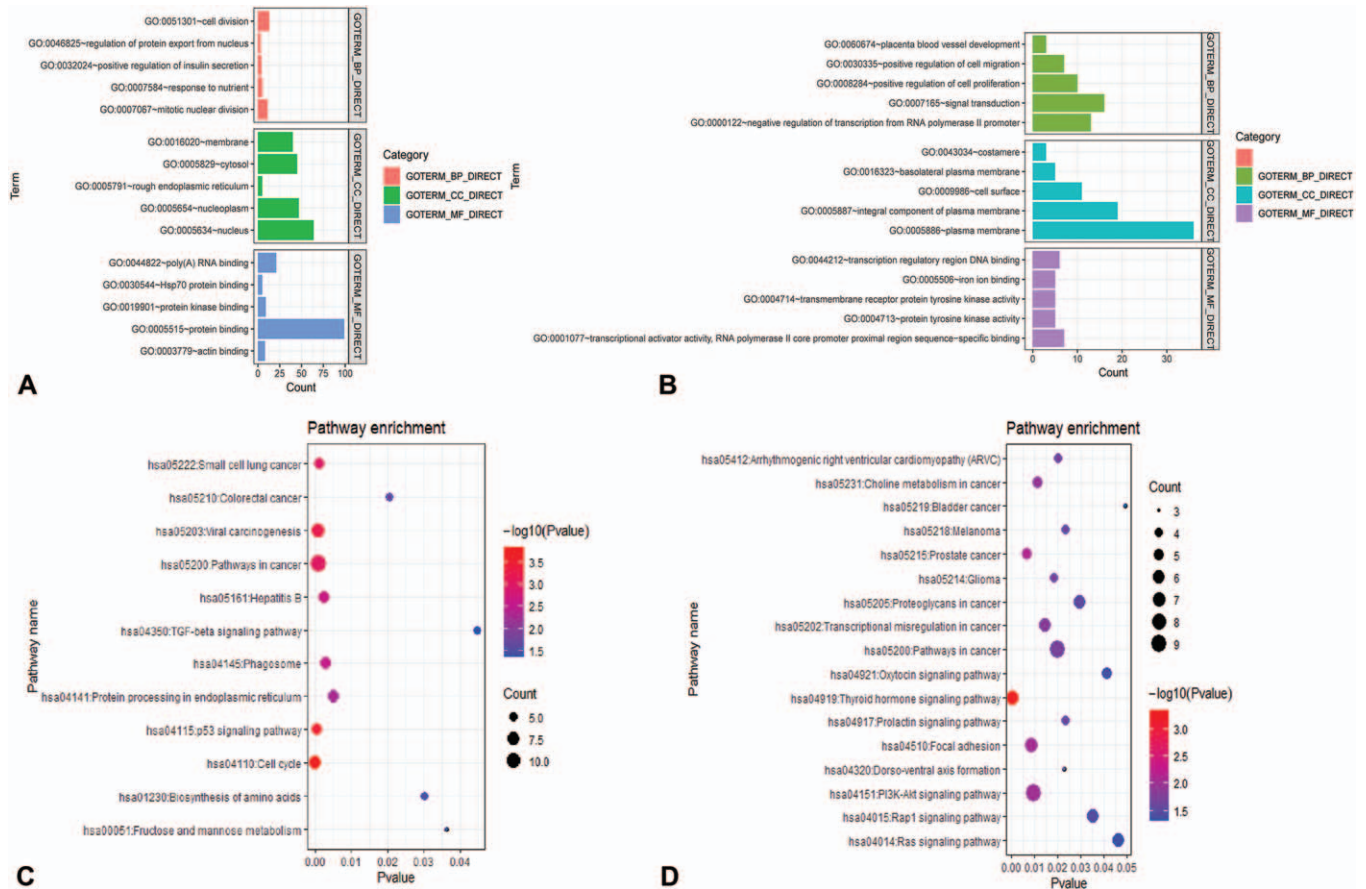 GO:0051301~cell division
GO:0046825~regulation of protein export from nucleus
GO:0032024~positive regulation of insulin secretion
GO:0007584~response to nutrient
GO:0007067~mitotic nuclear division
GOTERM_BP_DIRECT
GO:0016020~membrane
GO:0005829~cytosol
GO:0005791~rough endoplasmic reticulum
GO:0005654~nucleoplasm
GO:0005634~nucleus
GOTERM_CC_DIRECT
GO:0044822~poly(A) RNA binding
GO:0030544~Hsp70 protein binding
GO:0019901~protein kinase binding
GO:0005515~protein binding
GO:0003779~actin binding
GOTERM_MF_DIRECT
Term
0 25 50 75 100
Count
Category
GOTERM_BP_DIRECT
GOTERM_CC_DIRECT
GOTERM_MF_DIRECT
A
GO:0060674~placenta blood vessel development
GO:0030335~positive regulation of cell migration
GO:0008284~positive regulation of cell proliferation
GO:0007165~signal transduction
GO:0000122~negative regulation of transcription from RNA polymerase II promoter
GOTERM_BP_DIRECT
GO:0043034~costamere
GO:0016323~basolateral plasma membrane
GO:0009986~cell surface
GO:0005887~integral component of plasma membrane
GO:0005886~plasma membrane
GOTERM_CC_DIRECT
GO:0044212~transcription regulatory region DNA binding
GO:0005506~iron ion binding
GO:0004714~transmembrane receptor protein tyrosine kinase activity
GO:0004713~protein tyrosine kinase activity
GO:0001077~transcriptional activator activity, RNA polymerase II core promoter proximal region sequence−specific binding
GOTERM_MF_DIRECT
Term
0 10 20 30
Count
Category
GOTERM_BP_DIRECT
GOTERM_CC_DIRECT
GOTERM_MF_DIRECT
B
Pathway enrichment
hsa05222:Small cell lung cancer
hsa05210:Colorectal cancer
hsa05203:Viral carcinogenesis
hsa05200:Pathways in cancer
hsa05161:Hepatitis B
hsa04350:TGF-beta signaling pathway
hsa04145:Phagosome
hsa04141:Protein processing in endoplasmic reticulum
hsa04115:p53 signaling pathway
hsa04110:Cell cycle
hsa01230:Biosynthesis of amino acids
hsa00051:Fructose and mannose metabolism
Pathway name
0.00 0.01 0.02 0.03 0.04
Pvalue
−log10(Pvalue)
3.5
3.0
2.5
2.0
1.5
Count
5.0
7.5
10.0
C
Pathway enrichment
hsa05412:Arrhythmogenic right ventricular cardiomyopathy (ARVC)
hsa05231:Choline metabolism in cancer
hsa05219:Bladder cancer
hsa05218:Melanoma
hsa05215:Prostate cancer
hsa05214:Glioma
hsa05205:Proteoglycans in cancer
hsa05202:Transcriptional misregulation in cancer
hsa05200:Pathways in cancer
hsa04921:Oxytocin signaling pathway
hsa04919:Thyroid hormone signaling pathway
hsa04917:Prolactin signaling pathway
hsa04510:Focal adhesion
hsa04320:Dorso-ventral axis formation
hsa04151:PI3K-Akt signaling pathway
hsa04015:Rap1 signaling pathway
hsa04014:Ras signaling pathway
Pathway name
0.00 0.01 0.02 0.03 0.04 0.05
Pvalue
Count
3
4
5
6
7
8
9
−log10(Pvalue)
3.0
2.5
2.0
1.5
D